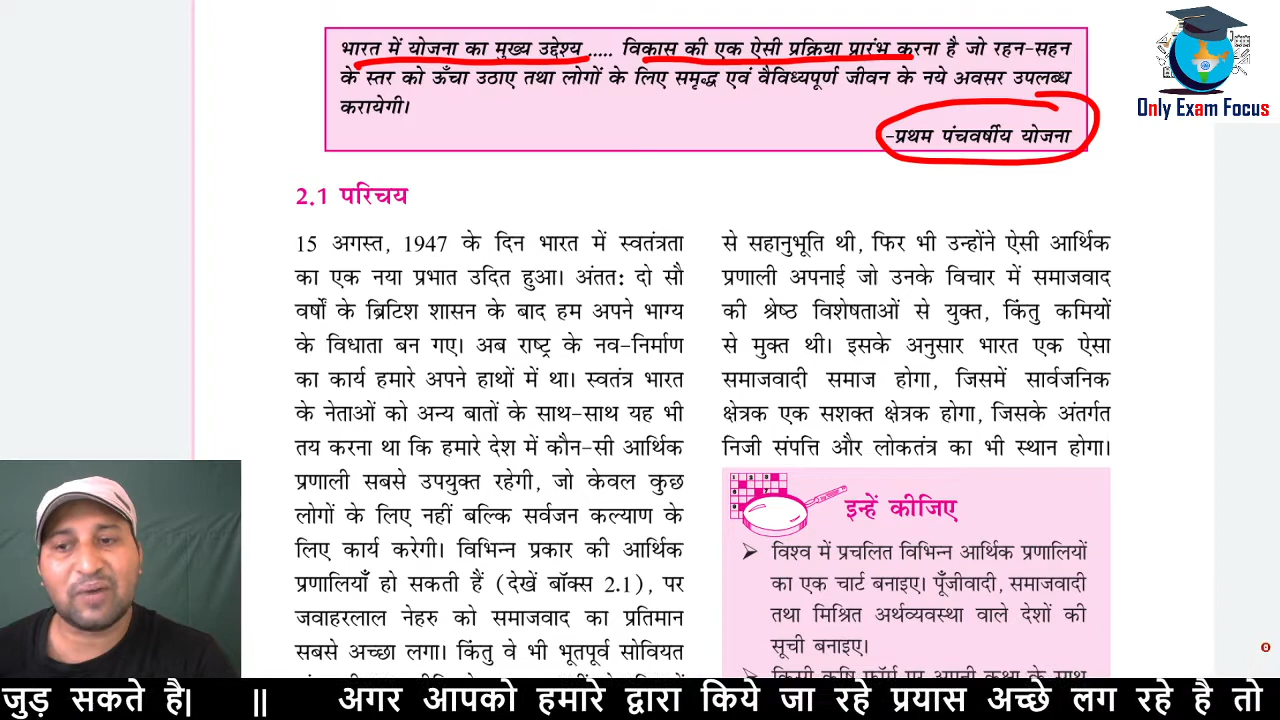 भारत में योजना का मुख्य उद्देश्य ..... विकास की एक ऐसी प्रक्रिया प्रारंभ करना है जो रहन-सहन
के स्तर को ऊँचा उठाए तथा लोगों के लिए समृद्ध एवं वैविध्यपूर्ण जीवन के नये अवसर उपलब्ध
करायेगी।
-प्रथम पंचवर्षीय योजना
Only Exam Focus
2.1 परिचय
15 अगस्त, 1947 के दिन भारत में स्वतंत्रता
का एक नया प्रभात उदित हुआ। अंततः दो सौ
वर्षों के ब्रिटिश शासन के बाद हम अपने भाग्य
के विधाता बन गए। अब राष्ट्र के नव-निर्माण
का कार्य हमारे अपने हाथों में था। स्वतंत्र भारत
के नेताओं को अन्य बातों के साथ-साथ यह भी
तय करना था कि हमारे देश में कौन-सी आर्थिक
प्रणाली सबसे उपयुक्त रहेगी, जो केवल कुछ
लोगों के लिए नहीं बल्कि सर्वजन कल्याण के
लिए कार्य करेगी। विभिन्न प्रकार की आर्थिक
प्रणालियाँ हो सकती हैं (देखें बॉक्स 2.1), पर
जवाहरलाल नेहरु को समाजवाद का प्रतिमान
सबसे अच्छा लगा। किंतु वे भी भूतपूर्व सोवियत
से सहानुभूति थी, फिर भी उन्होंने ऐसी आर्थिक
प्रणाली अपनाई जो उनके विचार में समाजवाद
की श्रेष्ठ विशेषताओं से युक्त, किंतु कमियों
से मुक्त थी। इसके अनुसार भारत एक ऐसा
समाजवादी समाज होगा, जिसमें सार्वजनिक
क्षेत्रक एक सशक्त क्षेत्रक होगा, जिसके अंतर्गत
निजी संपत्ति और लोकतंत्र का भी स्थान होगा।
इन्हें कीजिए
➤ विश्व में प्रचलित विभिन्न आर्थिक प्रणालियों
का एक चार्ट बनाइए। पूँजीवादी, समाजवादी
तथा मिश्रित अर्थव्यवस्था वाले देशों की
सूची बनाइए।
➤ किसी कृषि फॉर्म पर अपनी कक्षा के साथ
जुड़ सकते है| || अगर आपको हमारे द्वारा किये जा रहे प्रयास अच्छे लग रहे है तो